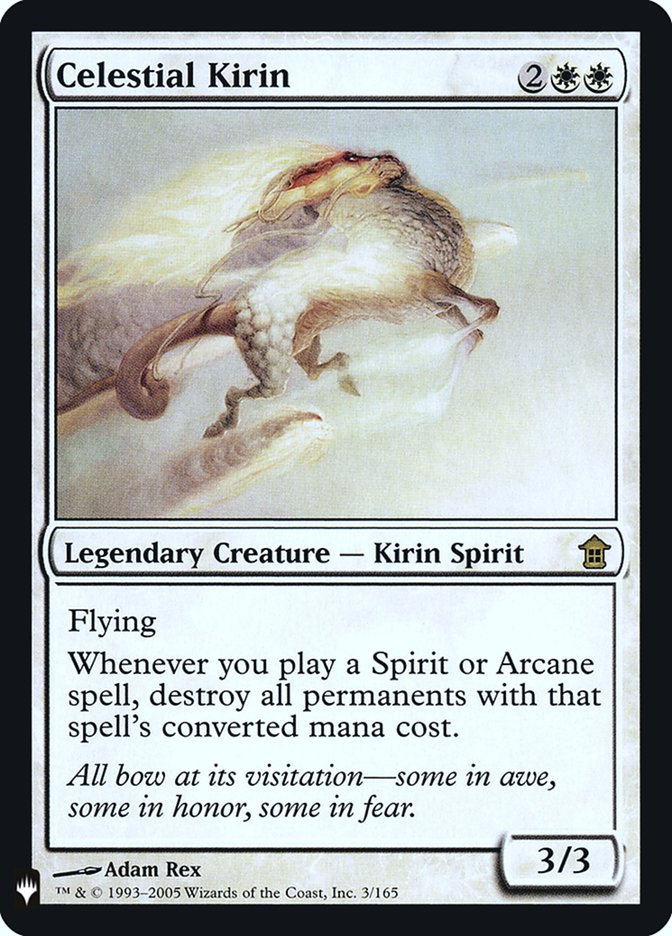 Celestial Kirin 2
Legendary Creature — Kirin Spirit
Flying
Whenever you play a Spirit or Arcane
spell, destroy all permanents with that
spell's converted mana cost.
All bow at its visitation—some in awe,
some in honor, some in fear.
3/3
Adam Rex
™ & © 1993–2005 Wizards of the Coast, Inc. 3/165